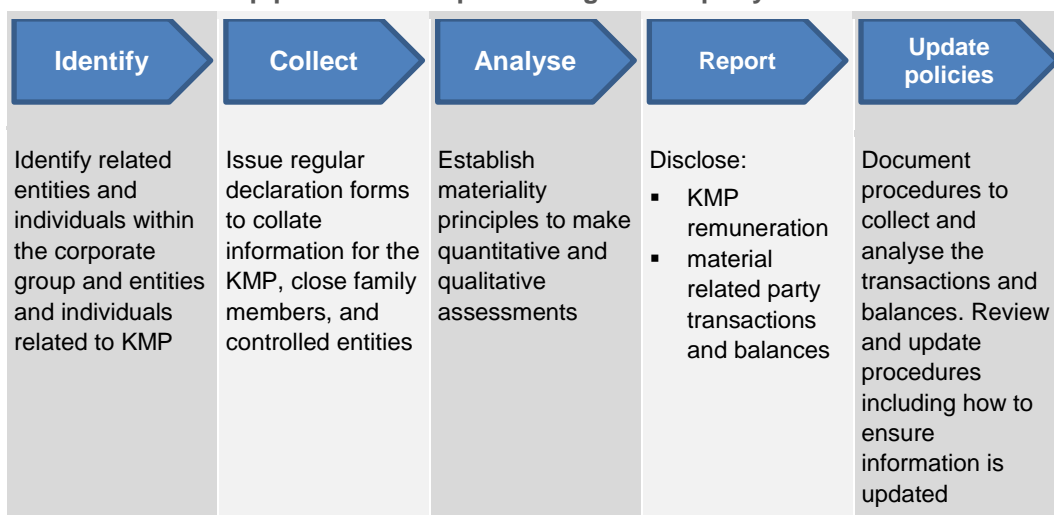 Identify
Collect
Analyse
Report
Update
policies
Identify related
entities and
individuals within
the corporate
group and entities
and individuals
related to KMP
Issue regular
declaration forms
to collate
information for the
KMP, close family
members, and
controlled entities
Establish
materiality
principles to make
quantitative and
qualitative
assessments
Disclose:
▪ KMP
remuneration
▪ material
related party
transactions
and balances
Document
procedures to
collect and
analyse the
transactions and
balances. Review
and update
procedures
including how to
ensure
information is
updated